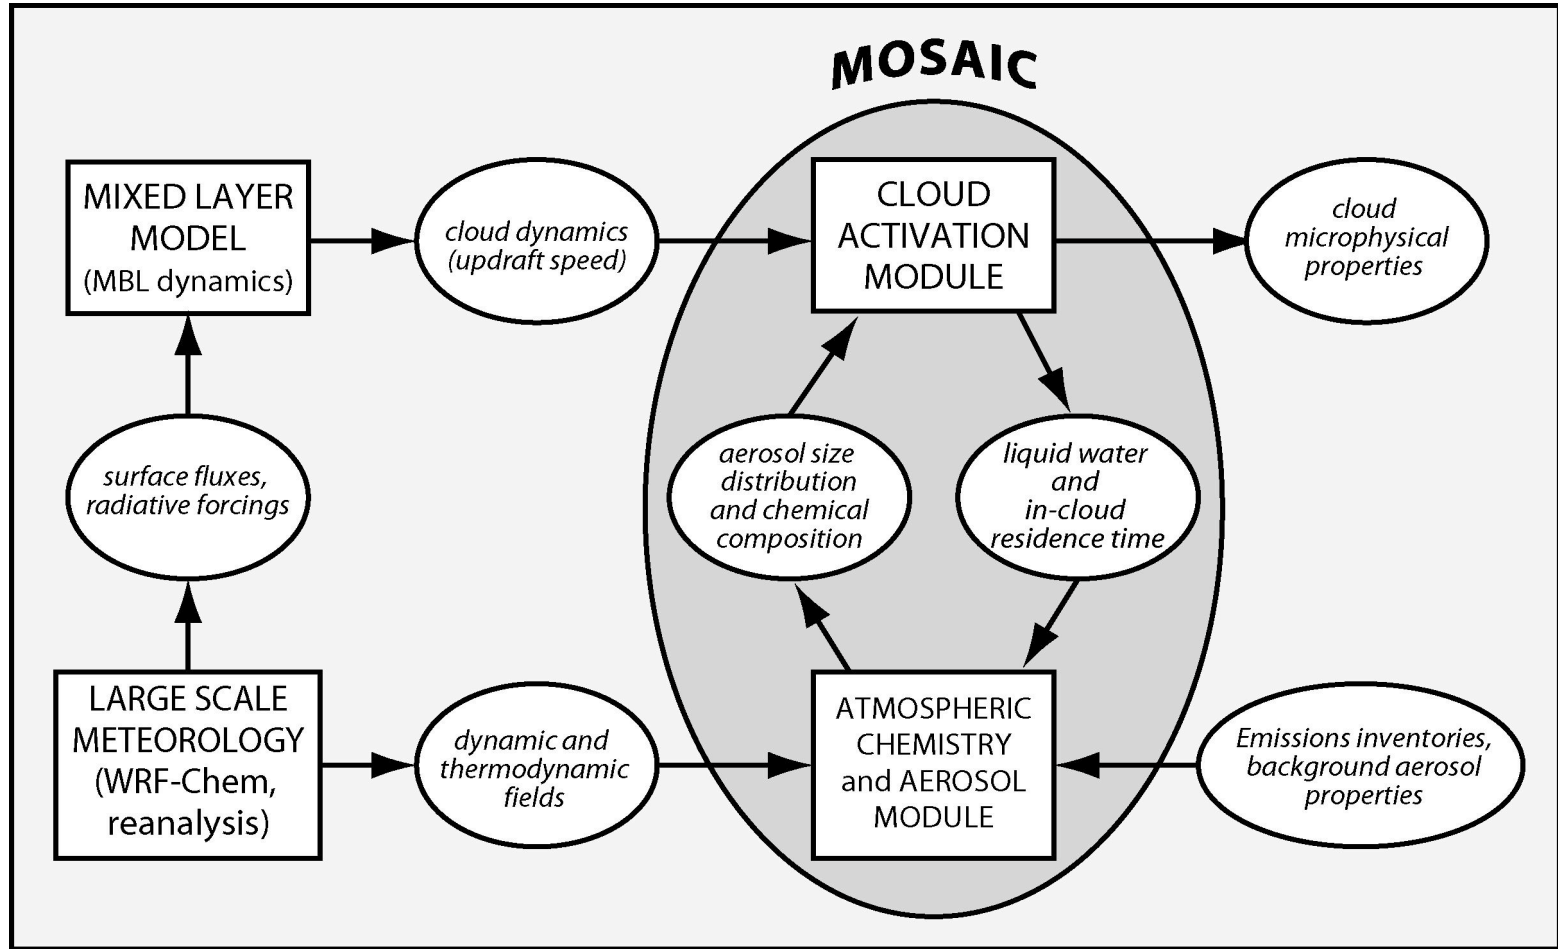 MOSAIC
MIXED LAYER
MODEL
(MBL dynamics)
cloud dynamics
(updraft speed)
CLOUD
ACTIVATION
MODULE
cloud
microphysical
properties
surface fluxes,
radiative forcings
aerosol size
distribution
and chemical
composition
liquid water
and
in-cloud
residence time
LARGE SCALE
METEOROLOGY
(WRF-Chem,
reanalysis)
dynamic and
thermodynamic
fields
ATMOSPHERIC
CHEMISTRY
and AEROSOL
MODULE
Emissions inventories,
background aerosol
properties